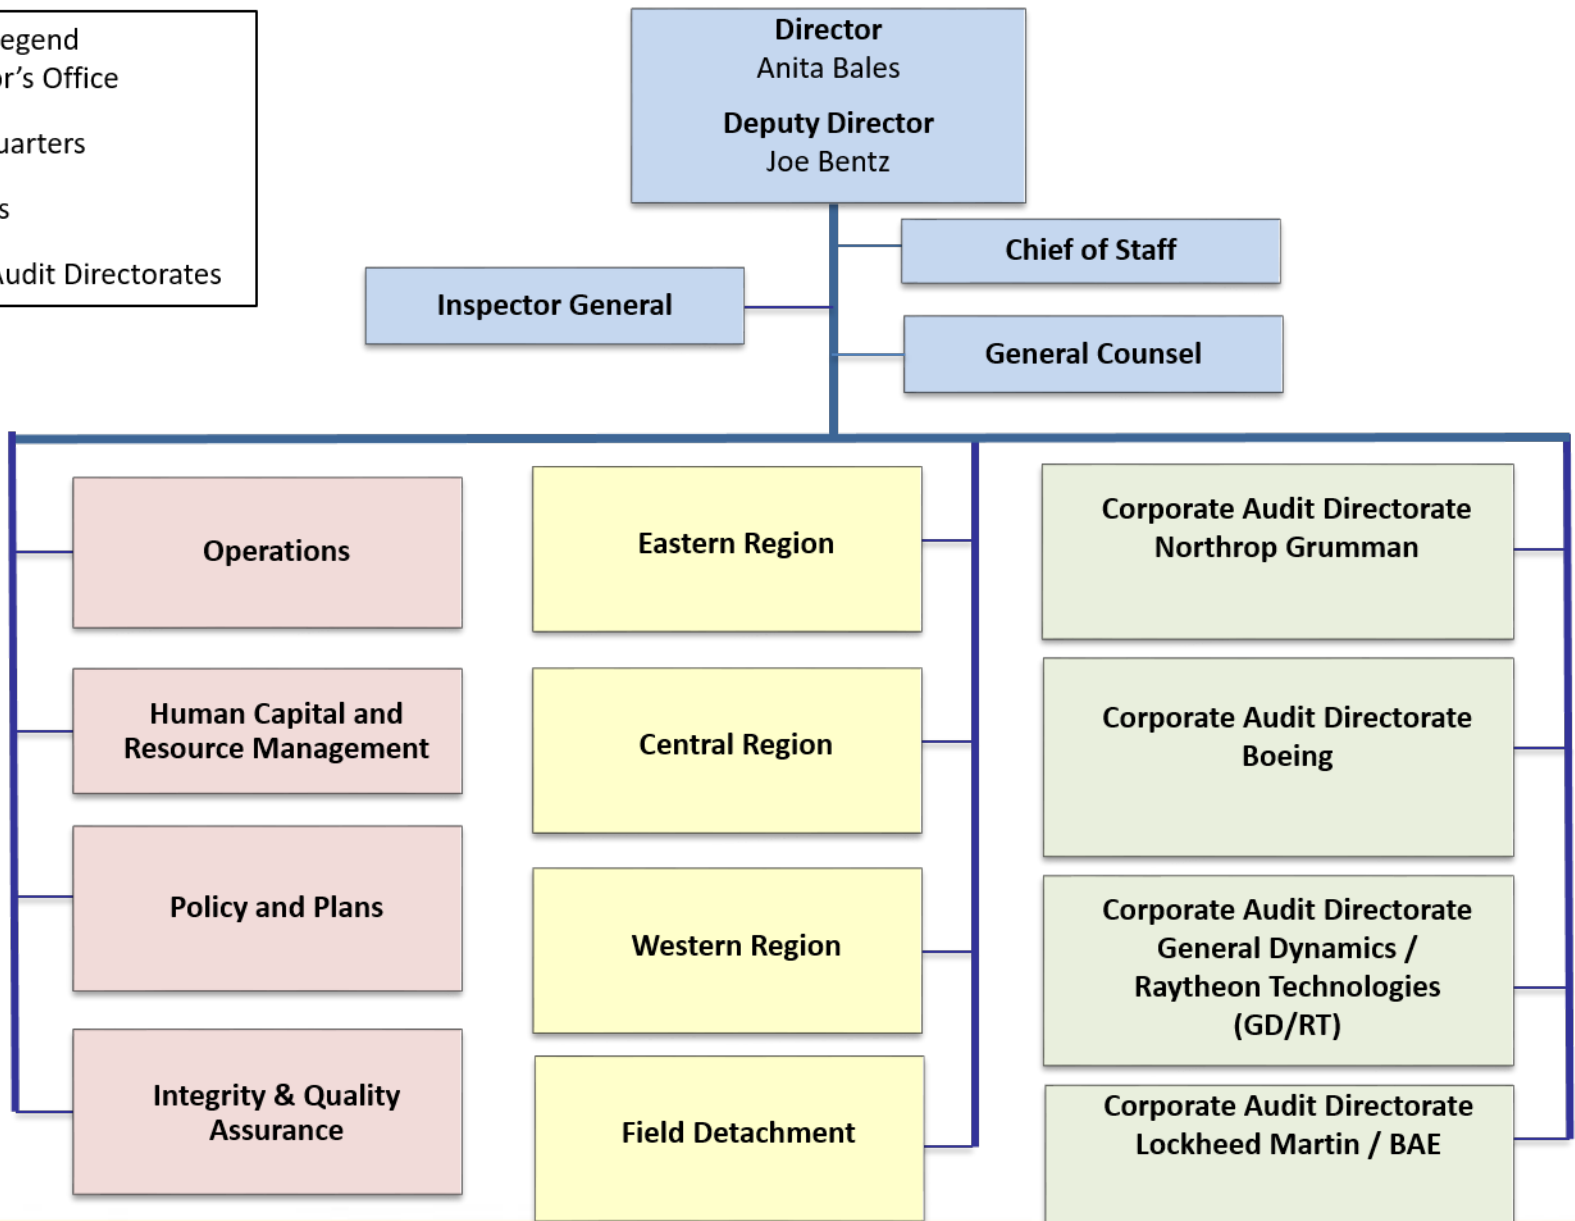 egend
or's Office
uarters
s
Audit Directorates
Director
Anita Bales
Deputy Director
Joe Bentz
Chief of Staff
Inspector General
General Counsel
Operations
Human Capital and
Resource Management
Policy and Plans
Integrity & Quality
Assurance
Eastern Region
Central Region
Western Region
Field Detachment
Corporate Audit Directorate
Northrop Grumman
Corporate Audit Directorate
Boeing
Corporate Audit Directorate
General Dynamics /
Raytheon Technologies
(GD/RT)
Corporate Audit Directorate
Lockheed Martin / BAE